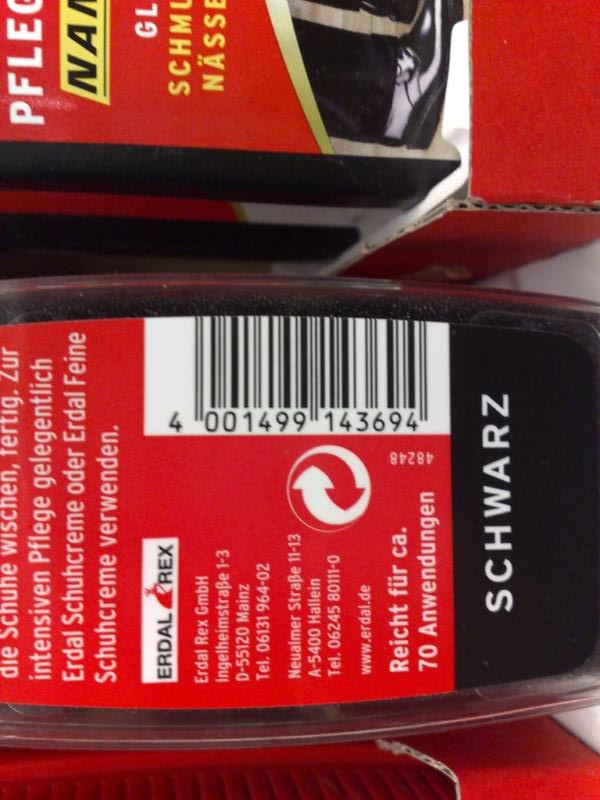 GL
SCHMU
NÄSSE
die Schuhe wischen, fertig. Zur
intensiven Pflege gelegentlich
Erdal Schuhcreme oder Erdal Feine
Schuhcreme verwenden.
4 001499 143694
48248
ERDAL REX
Erdal Rex GmbH
Ingelheimstraße 1-3
D-55120 Mainz
Tel. 06131 964-02
Neualmer Straße 11-13
A-5400 Hallein
Tel. 06245 80111-0
www.erdal.de
Reicht für ca.
70 Anwendungen
SCHWARZ